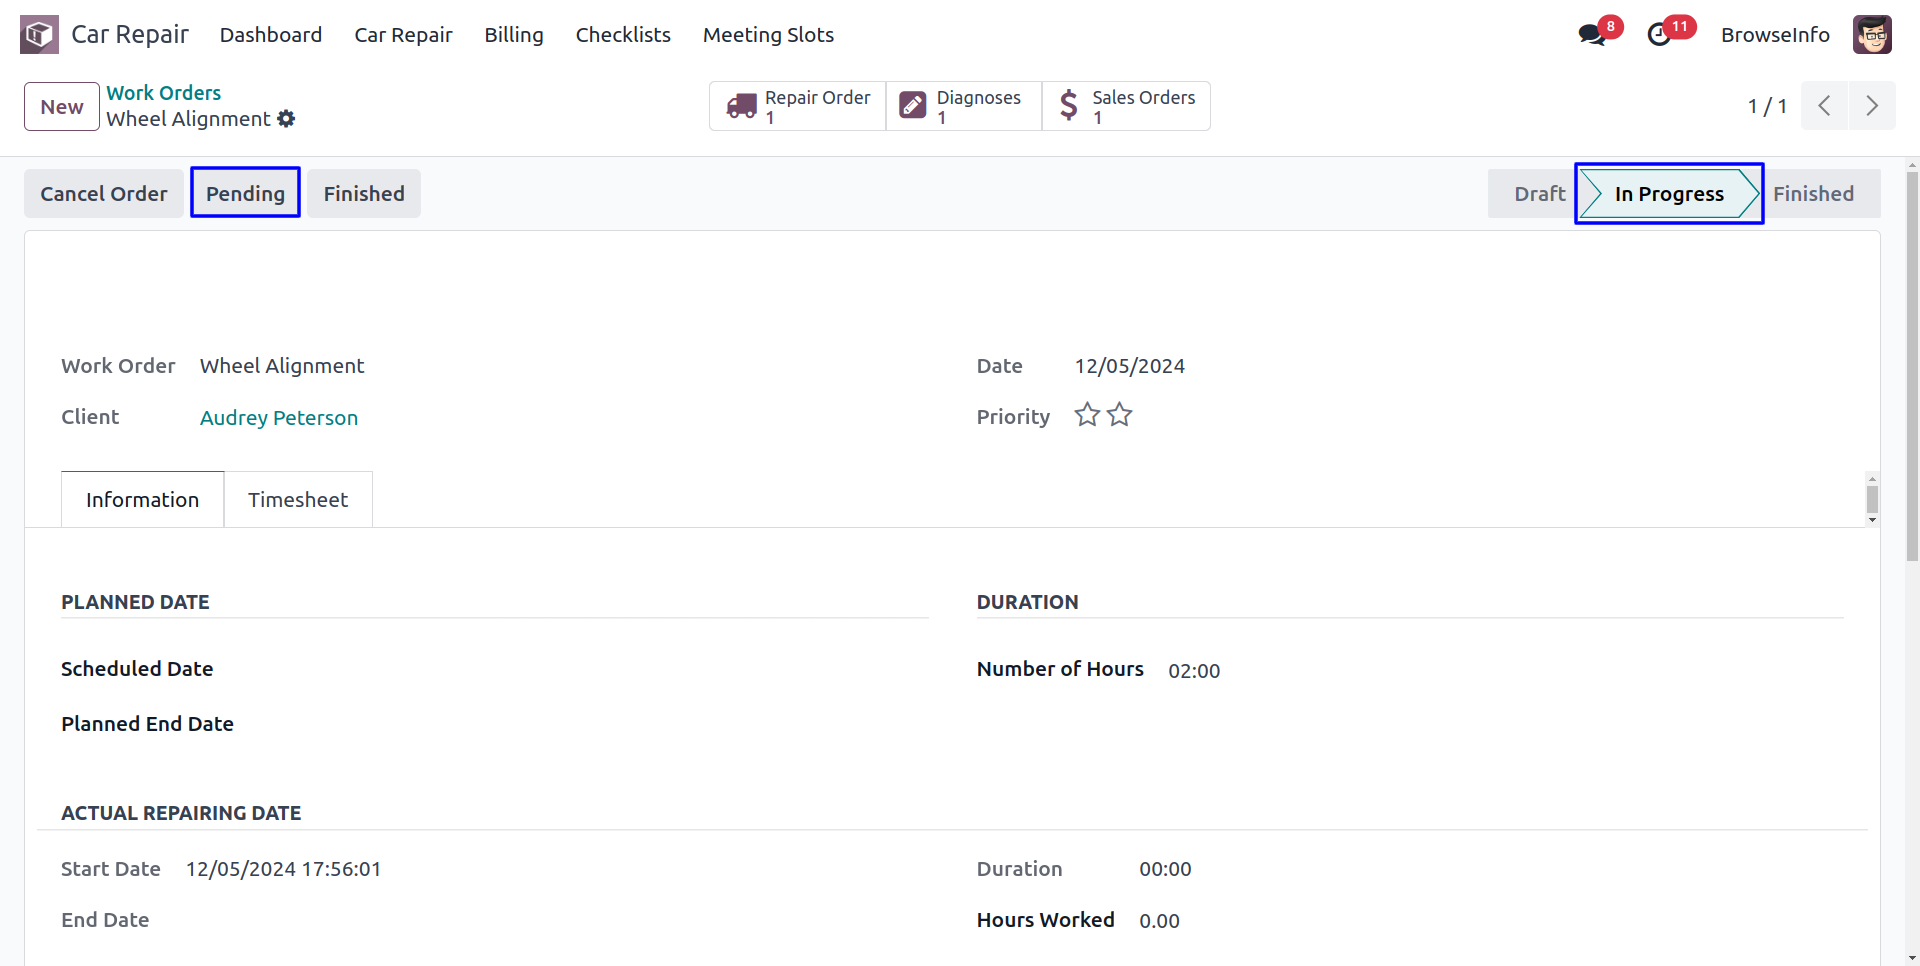 Car Repair Dashboard Car Repair Billing Checklists Meeting Slots 8 11 BrowseInfo
New Work Orders
Wheel Alignment
Repair Order
1
Diagnoses
1
Sales Orders
1
1 / 1
Cancel Order Pending Finished Draft In Progress Finished
Work Order Wheel Alignment Date 12/05/2024
Client Audrey Peterson Priority
Information Timesheet
PLANNED DATE DURATION
Scheduled Date Number of Hours 02:00
Planned End Date
ACTUAL REPAIRING DATE
Start Date 12/05/2024 17:56:01 Duration 00:00
End Date Hours Worked 0.00